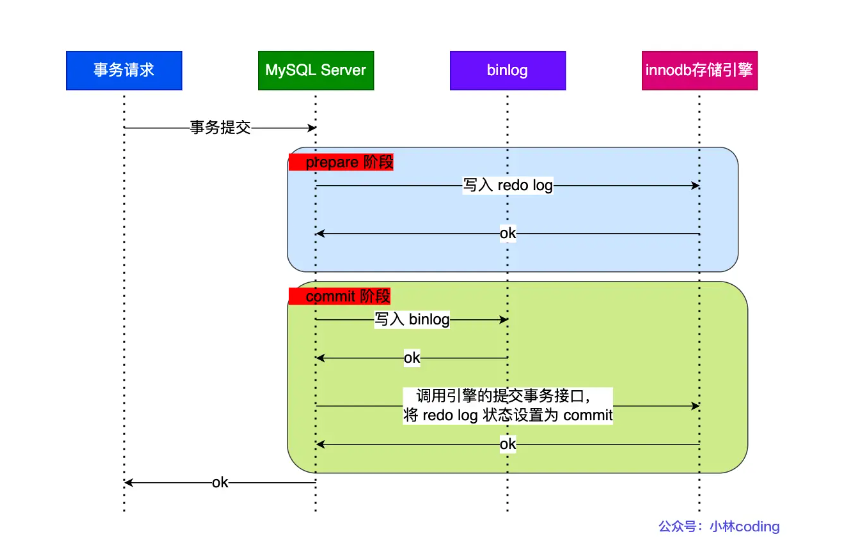 事务请求
MySQL Server
binlog
innodb存储引擎
事务提交
prepare 阶段
写入 redo log
ok
commit 阶段
写入 binlog
ok
调用引擎的提交事务接口，
将 redo log 状态设置为 commit
ok
ok
公众号：小林coding